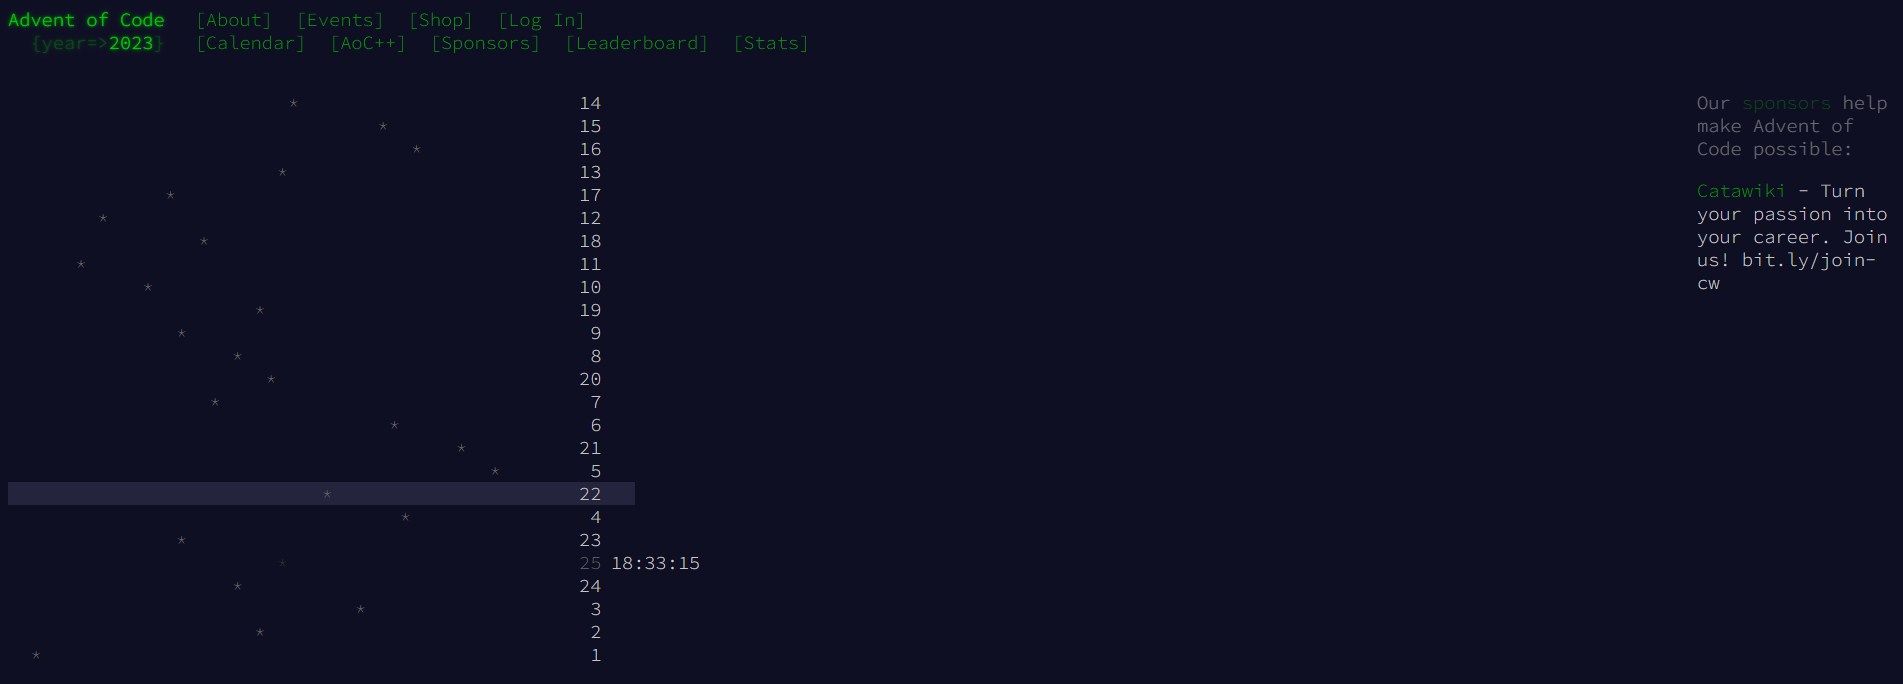 Advent of Code [About] [Events] [Shop] [Log In]
{year=>2023} [Calendar] [AoC++] [Sponsors] [Leaderboard] [Stats]
* 14
* 15
* 16
* 13
* 17
* 12
* 18
* 11
* 10
* 19
* 9
* 8
* 20
* 7
* 6
* 21
* 5
* 22
* 4
* 23
* 25 18:33:15
* 24
* 3
* 2
* 1
Our sponsors help
make Advent of
Code possible:
Catawiki - Turn
your passion into
your career. Join
us! bit.ly/join-
cw